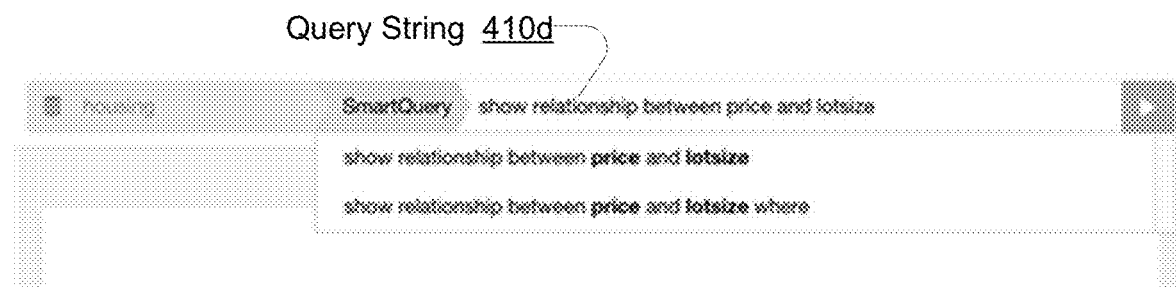 Query String 410d
housing SmartQuery show relationship between price and lotsize
show relationship between price and lotsize
show relationship between price and lotsize where